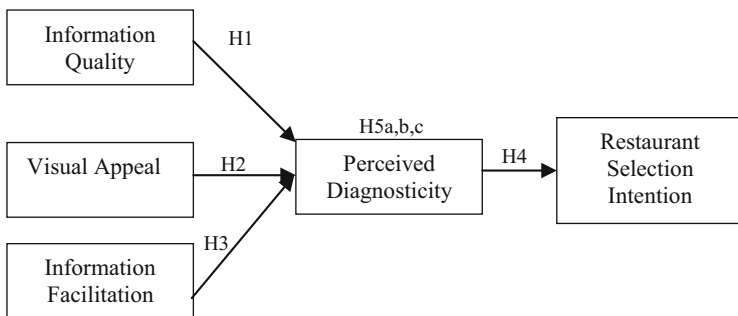 Information
Quality
H1
Visual Appeal
H2
Information
Facilitation
H3
H5a,b,c
Perceived
Diagnosticity
H4
Restaurant
Selection
Intention